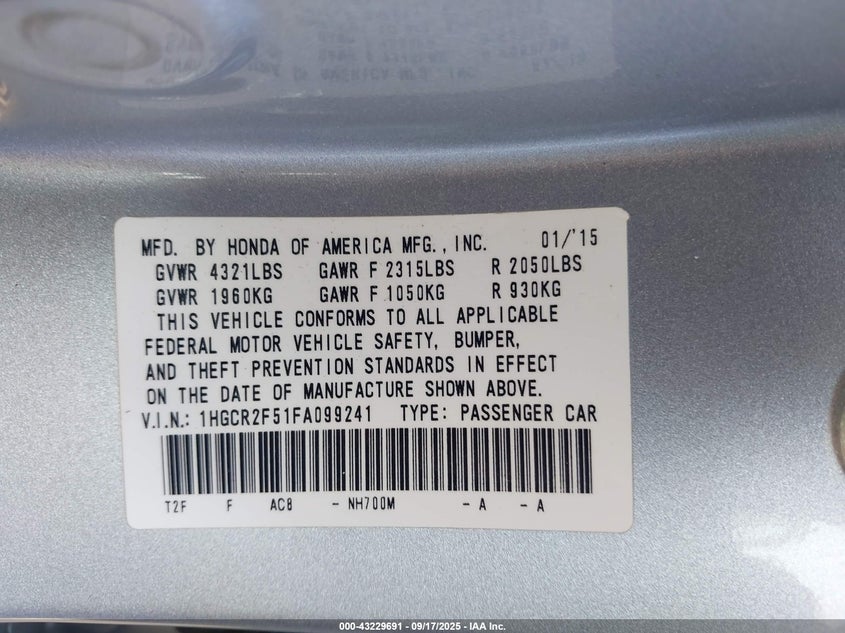 MFD. BY HONDA OF AMERICA MFG., INC. 01/'15
GVWR 4321LBS GAWR F 2315LBS R 2050LBS
GVWR 1960KG GAWR F 1050KG R 930KG
THIS VEHICLE CONFORMS TO ALL APPLICABLE
FEDERAL MOTOR VEHICLE SAFETY, BUMPER,
AND THEFT PREVENTION STANDARDS IN EFFECT
ON THE DATE OF MANUFACTURE SHOWN ABOVE.
V.I.N.: 1HGCR2F51FA099241 TYPE: PASSENGER CAR
T2F F AC8 - NH700M - A - A
000-43229691 - 09/17/2025 - IAA Inc.